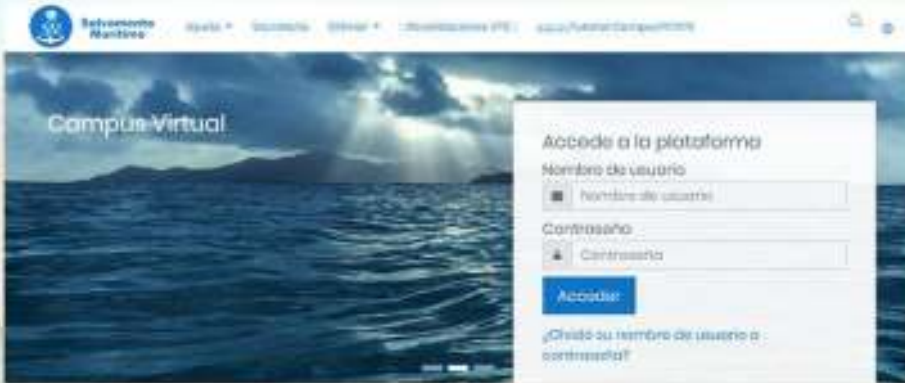 Salvamento
Marítimo
Ayuda
Campus Virtual
Accede a la plataforma
Nombre de usuario
Nombre de usuario
Contraseña
Contraseña
Acceder
¿Olvidó su nombre de usuario o
contraseña?